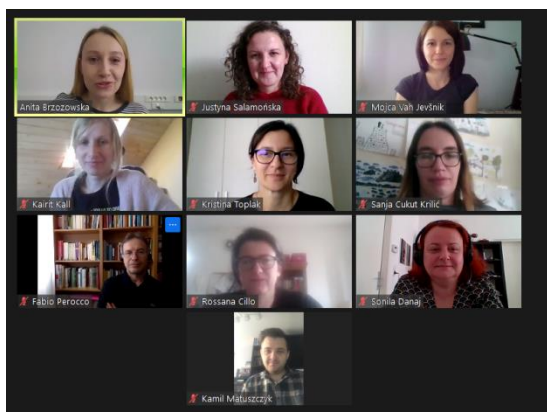 Anita Brzozowska
Justyna Salamońska
Mojca Vah Jevšnik
Kairit Kall
Kristina Toplak
Sanja Cukut Krilić
Fabio Perocco
Rossana Cillo
Sonila Danaj
Kamil Matuszczyk